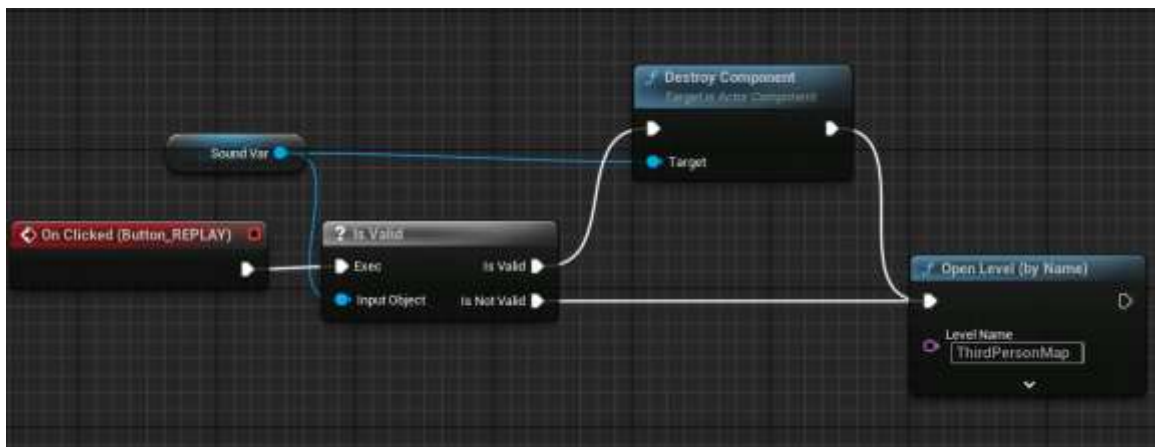 Destroy Component
Target is Actor Component
Target
Sound Var
On Clicked (Button_REPLAY)
? Is Valid
Exec
Is Valid
Input Object
Is Not Valid
Open Level (by Name)
Level Name
ThirdPersonMap